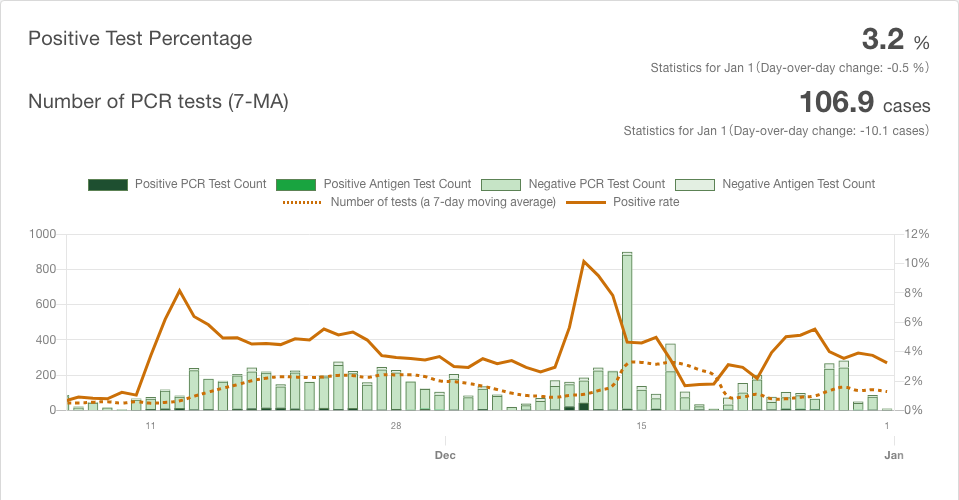 Positive Test Percentage
3.2 %
Statistics for Jan 1 (Day-over-day change: -0.5 %)
Number of PCR tests (7-MA)
106.9 cases
Statistics for Jan 1 (Day-over-day change: -10.1 cases)
Positive PCR Test Count Positive Antigen Test Count Negative PCR Test Count Negative Antigen Test Count
Number of tests (a 7-day moving average) Positive rate
1000 12%
10%
800
8%
600
6%
400
4%
200
2%
0 0%
11 28 15 1
Dec Jan